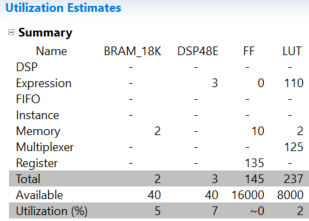 Utilization Estimates
Summary
Name BRAM_18K DSP48E FF LUT
DSP - - - -
Expression - 3 0 110
FIFO - - - -
Instance - - - -
Memory 2 - 10 2
Multiplexer - - - 125
Register - - 135 -
Total 2 3 145 237
Available 40 40 16000 8000
Utilization (%) 5 7 ~0 2